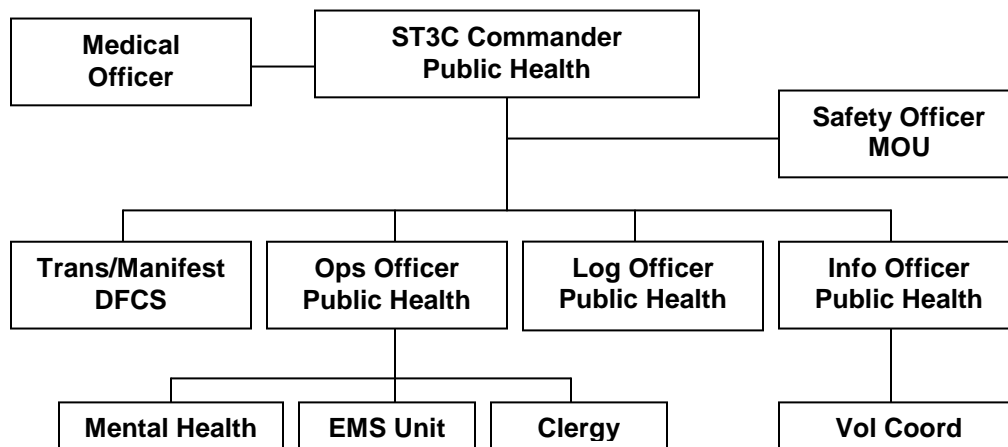 Medical
Officer
ST3C Commander
Public Health
Safety Officer
MOU
Trans/Manifest
DFCS
Ops Officer
Public Health
Log Officer
Public Health
Info Officer
Public Health
Mental Health
EMS Unit
Clergy
Vol Coord